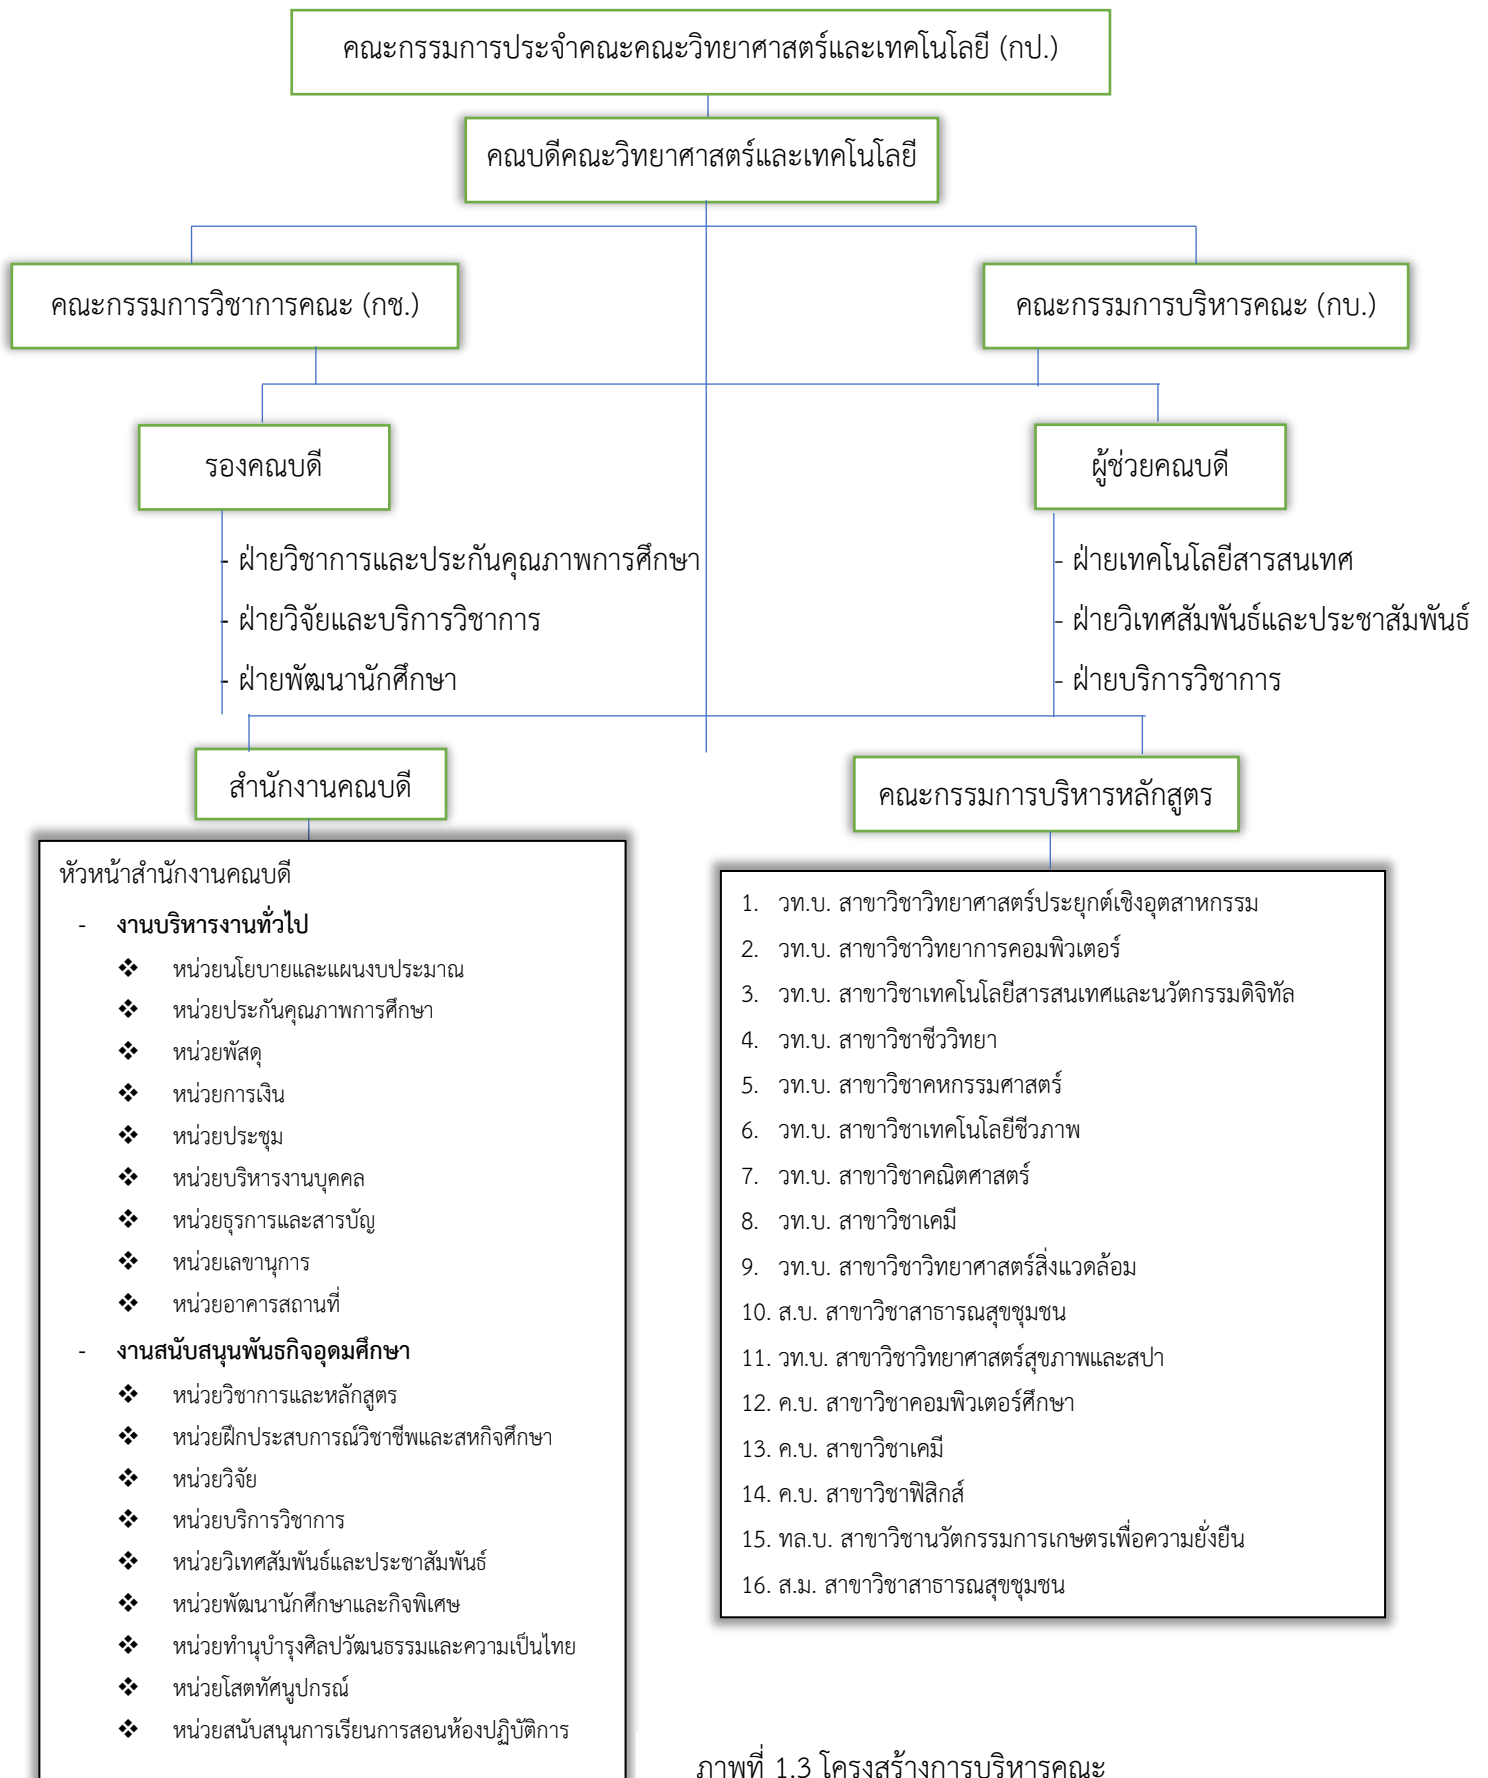 คณะกรรมการประจำคณะคณะวิทยาศาสตร์และเทคโนโลยี (กป.)
คณบดีคณะวิทยาศาสตร์และเทคโนโลยี
คณะกรรมการวิชาการคณะ (กช.)
คณะกรรมการบริหารคณะ (กบ.)
รองคณบดี
ผู้ช่วยคณบดี
- ฝ่ายวิชาการและประกันคุณภาพการศึกษา
- ฝ่ายวิจัยและบริการวิชาการ
- ฝ่ายพัฒนานักศึกษา
- ฝ่ายเทคโนโลยีสารสนเทศ
- ฝ่ายวิเทศสัมพันธ์และประชาสัมพันธ์
- ฝ่ายบริการวิชาการ
สำนักงานคณบดี
คณะกรรมการบริหารหลักสูตร
หัวหน้าสำนักงานคณบดี
- งานบริหารงานทั่วไป
❖ หน่วยนโยบายและแผนงบประมาณ
❖ หน่วยประกันคุณภาพการศึกษา
❖ หน่วยพัสดุ
❖ หน่วยการเงิน
❖ หน่วยประชุม
❖ หน่วยบริหารงานบุคคล
❖ หน่วยธุรการและสารบัญ
❖ หน่วยเลขานุการ
❖ หน่วยอาคารสถานที่
- งานสนับสนุนพันธกิจอุดมศึกษา
❖ หน่วยวิชาการและหลักสูตร
❖ หน่วยฝึกประสบการณ์วิชาชีพและสหกิจศึกษา
❖ หน่วยวิจัย
❖ หน่วยบริการวิชาการ
❖ หน่วยวิเทศสัมพันธ์และประชาสัมพันธ์
❖ หน่วยพัฒนานักศึกษาและกิจพิเศษ
❖ หน่วยทำนุบำรุงศิลปวัฒนธรรมและความเป็นไทย
❖ หน่วยโสตทัศนูปกรณ์
❖ หน่วยสนับสนุนการเรียนการสอนห้องปฏิบัติการ
1. วท.บ. สาขาวิชาวิทยาศาสตร์ประยุกต์เชิงอุตสาหกรรม
2. วท.บ. สาขาวิชาวิทยาการคอมพิวเตอร์
3. วท.บ. สาขาวิชาเทคโนโลยีสารสนเทศและนวัตกรรมดิจิทัล
4. วท.บ. สาขาวิชาชีววิทยา
5. วท.บ. สาขาวิชาคหกรรมศาสตร์
6. วท.บ. สาขาวิชาเทคโนโลยีชีวภาพ
7. วท.บ. สาขาวิชาคณิตศาสตร์
8. วท.บ. สาขาวิชาเคมี
9. วท.บ. สาขาวิชาวิทยาศาสตร์สิ่งแวดล้อม
10. ส.บ. สาขาวิชาสาธารณสุขชุมชน
11. วท.บ. สาขาวิชาวิทยาศาสตร์สุขภาพและสปา
12. ค.บ. สาขาวิชาคอมพิวเตอร์ศึกษา
13. ค.บ. สาขาวิชาเคมี
14. ค.บ. สาขาวิชาฟิสิกส์
15. ทล.บ. สาขาวิชานวัตกรรมการเกษตรเพื่อความยั่งยืน
16. ส.ม. สาขาวิชาสาธารณสุขชุมชน
ภาพที่ 1.3 โครงสร้างการบริหารคณะ